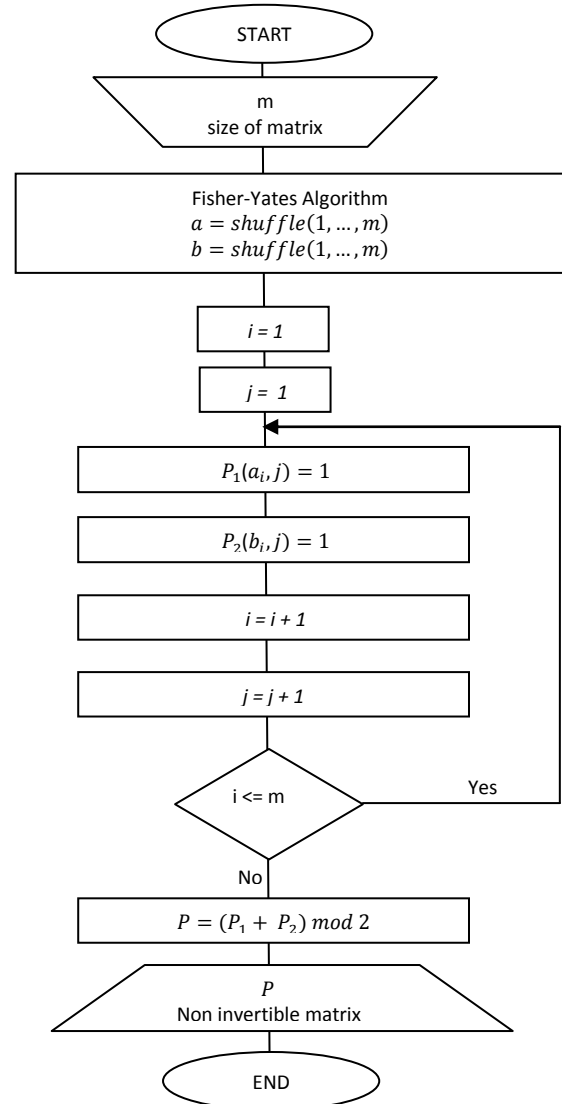 START
m
size of matrix
Fisher-Yates Algorithm
a = shuffle(1, … , m)
b = shuffle(1, … , m)
i = 1
j = 1
P₁(aᵢ, j) = 1
P₂(bᵢ, j) = 1
i = i + 1
j = j + 1
i <= m
Yes
No
P = (P₁ + P₂) mod 2
P
Non invertible matrix
END